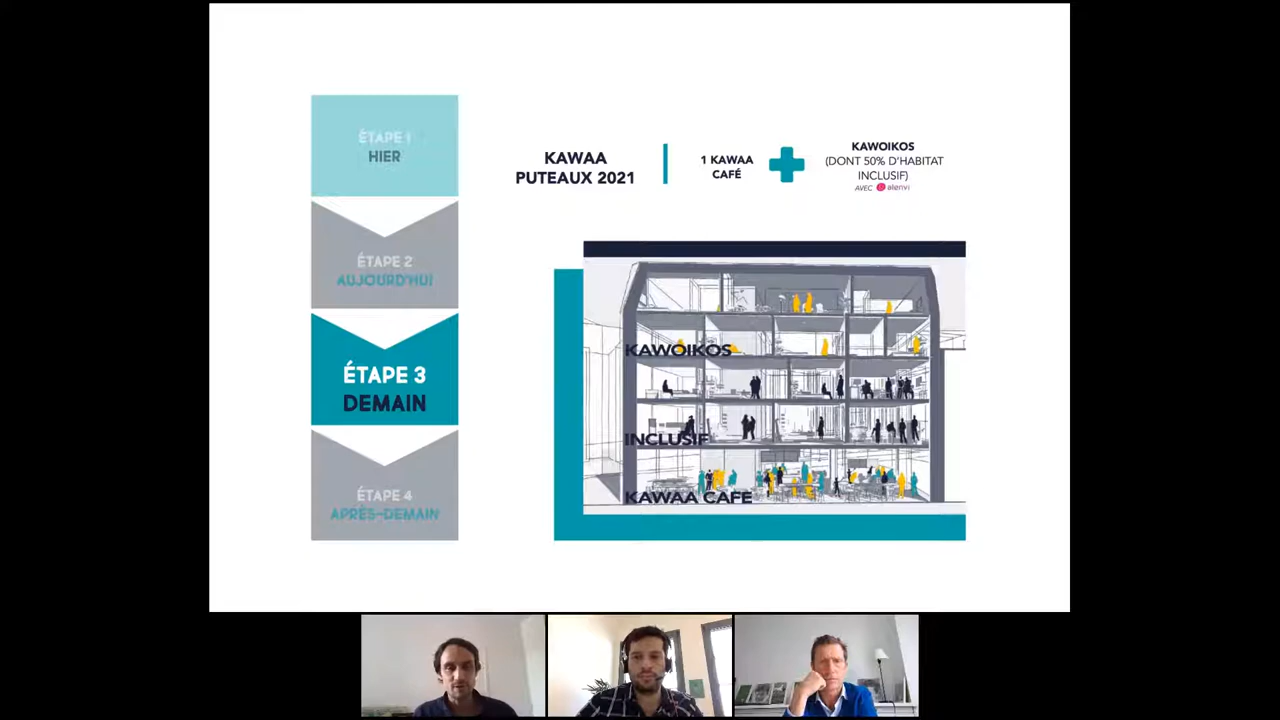 ÉTAPE 1
HIER
ÉTAPE 2
AUJOURD'HUI
ÉTAPE 3
DEMAIN
ÉTAPE 4
APRÈS-DEMAIN
KAWAA
PUTEAUX 2021
1 KAWAA
CAFÉ
KAWOIKOS
(DONT 50% D'HABITAT
INCLUSIF)
AVEC alenvi
KAWOIKOS
INCLUSIF
KAWAA CAFE